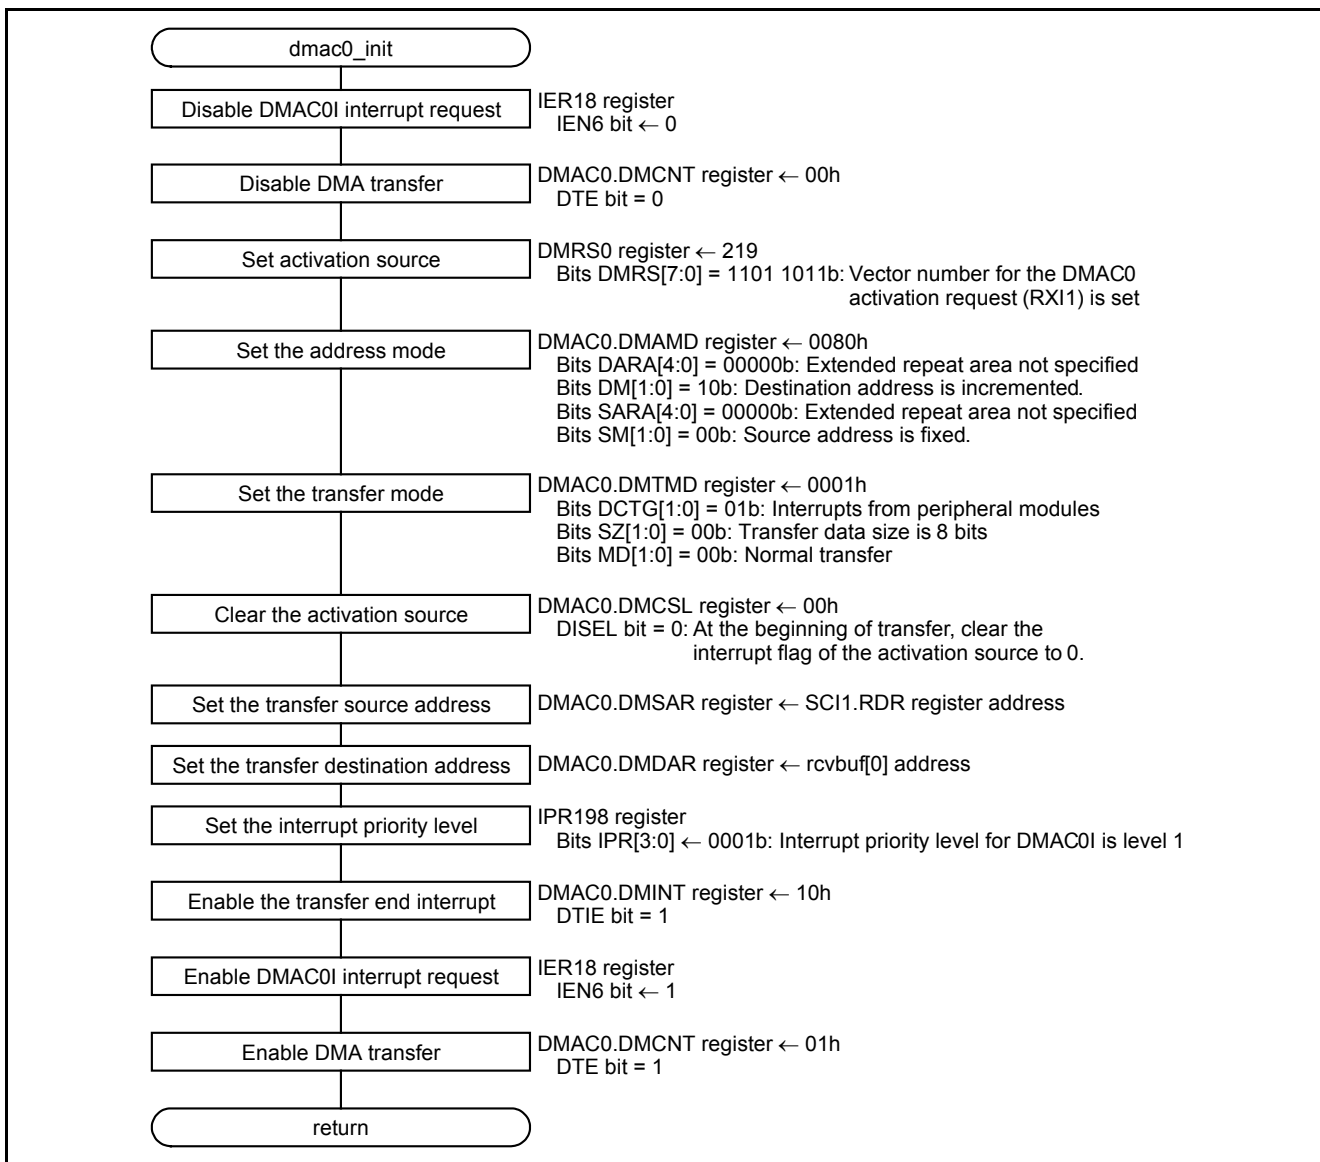 dmac0_init
Disable DMAC0I interrupt request
IER18 register
IEN6 bit ← 0
Disable DMA transfer
DMAC0.DMCNT register ← 00h
DTE bit = 0
Set activation source
DMRS0 register ← 219
Bits DMRS[7:0] = 1101 1011b: Vector number for the DMAC0
activation request (RXI1) is set
Set the address mode
DMAC0.DMAMD register ← 0080h
Bits DARA[4:0] = 00000b: Extended repeat area not specified
Bits DM[1:0] = 10b: Destination address is incremented.
Bits SARA[4:0] = 00000b: Extended repeat area not specified
Bits SM[1:0] = 00b: Source address is fixed.
Set the transfer mode
DMAC0.DMTMD register ← 0001h
Bits DCTG[1:0] = 01b: Interrupts from peripheral modules
Bits SZ[1:0] = 00b: Transfer data size is 8 bits
Bits MD[1:0] = 00b: Normal transfer
Clear the activation source
DMAC0.DMCSL register ← 00h
DISEL bit = 0: At the beginning of transfer, clear the
interrupt flag of the activation source to 0.
Set the transfer source address
DMAC0.DMSAR register ← SCI1.RDR register address
Set the transfer destination address
DMAC0.DMDAR register ← rcvbuf[0] address
Set the interrupt priority level
IPR198 register
Bits IPR[3:0] ← 0001b: Interrupt priority level for DMAC0I is level 1
Enable the transfer end interrupt
DMAC0.DMINT register ← 10h
DTIE bit = 1
Enable DMAC0I interrupt request
IER18 register
IEN6 bit ← 1
Enable DMA transfer
DMAC0.DMCNT register ← 01h
DTE bit = 1
return